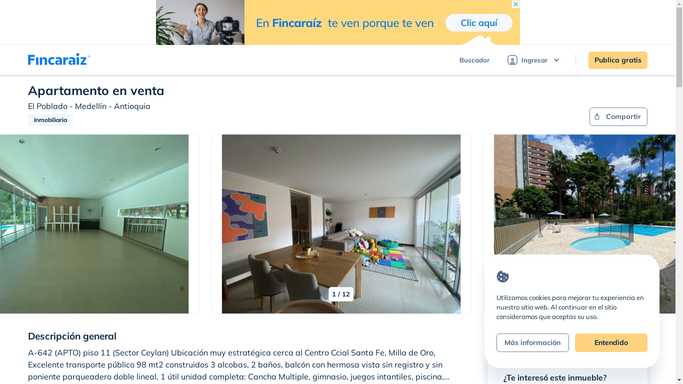 En Fincaraíz te ven porque te ven
Clic aquí
Fincaraiz
Buscador
Ingresar
Publica gratis
Apartamento en venta
El Poblado - Medellín - Antioquia
Inmobiliaria
Compartir
1 / 12
Utilizamos cookies para mejorar tu experiencia en
nuestro sitio web. Al continuar en el sitio
consideramos que aceptas su uso.
Más información
Entendido
Descripción general
A-642 (APTO) piso 11 (Sector Ceylan) Ubicación muy estratégica cerca al Centro Ccial Santa Fe, Milla de Oro,
Excelente transporte público 98 mt2 construidos 3 alcobas, 2 baños, balcón con hermosa vista sin registro y sin
poniente parqueadero doble lineal, 1 útil unidad completa: Cancha Multiple, gimnasio, juegos infantiles, piscina,...
¿Te interesó este inmueble?